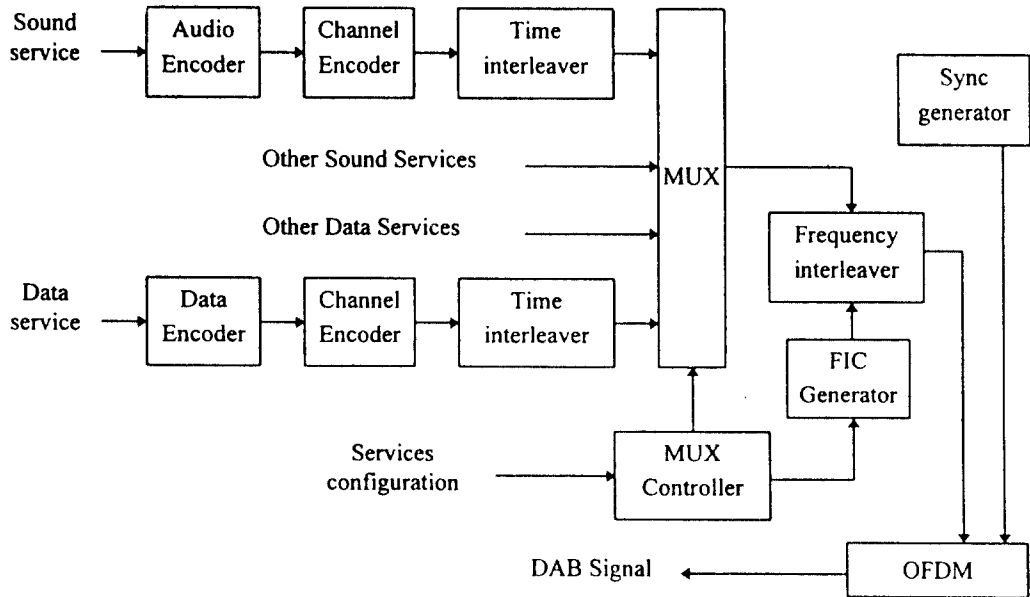 Sound
service
Audio
Encoder
Channel
Encoder
Time
interleaver
Sync
generator
Other Sound Services
MUX
Other Data Services
Frequency
interleaver
Data
service
Data
Encoder
Channel
Encoder
Time
interleaver
FIC
Generator
Services
configuration
MUX
Controller
DAB Signal
OFDM